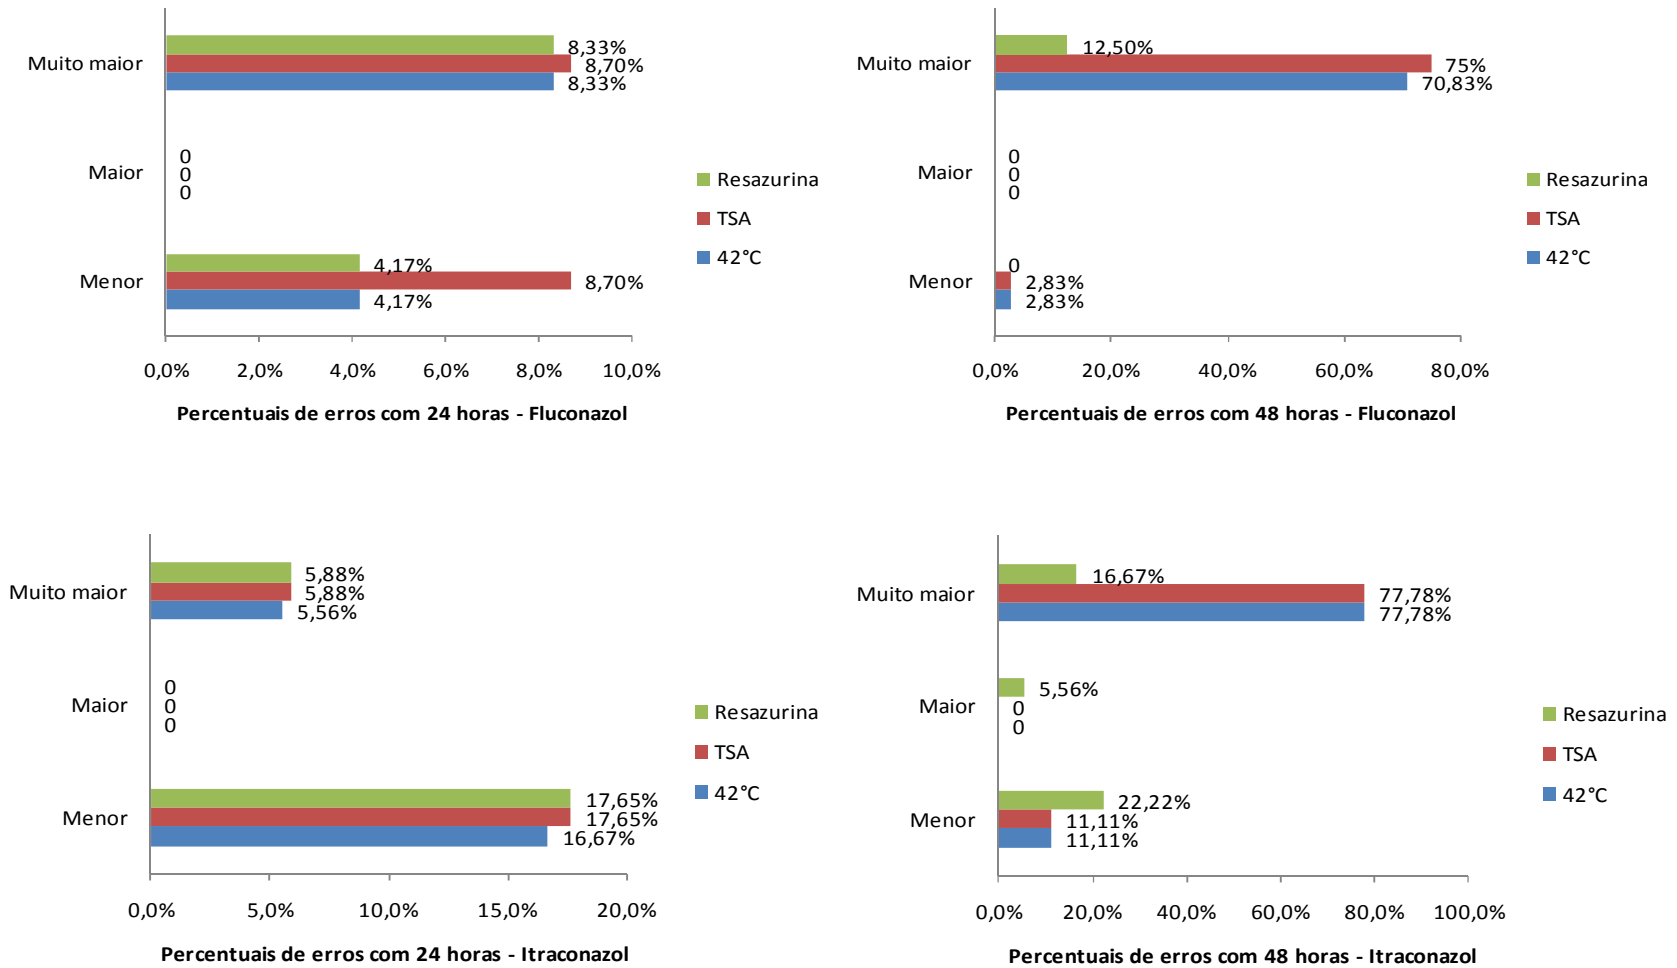 Muito maior
8,33%
8,70%
8,33%
Maior
0
0
0
Menor
4,17%
8,70%
4,17%
0,0% 2,0% 4,0% 6,0% 8,0% 10,0%
Percentuais de erros com 24 horas - Fluconazol
Resazurina
TSA
42°C
Muito maior
12,50%
75%
70,83%
Maior
0
0
0
Menor
0
2,83%
2,83%
0,0% 20,0% 40,0% 60,0% 80,0%
Percentuais de erros com 48 horas - Fluconazol
Resazurina
TSA
42°C
Muito maior
5,88%
5,88%
5,56%
Maior
0
0
0
Menor
17,65%
17,65%
16,67%
0,0% 5,0% 10,0% 15,0% 20,0%
Percentuais de erros com 24 horas - Itraconazol
Resazurina
TSA
42°C
Muito maior
16,67%
77,78%
77,78%
Maior
5,56%
0
0
Menor
22,22%
11,11%
11,11%
0,0% 20,0% 40,0% 60,0% 80,0% 100,0%
Percentuais de erros com 48 horas - Itraconazol
Resazurina
TSA
42°C